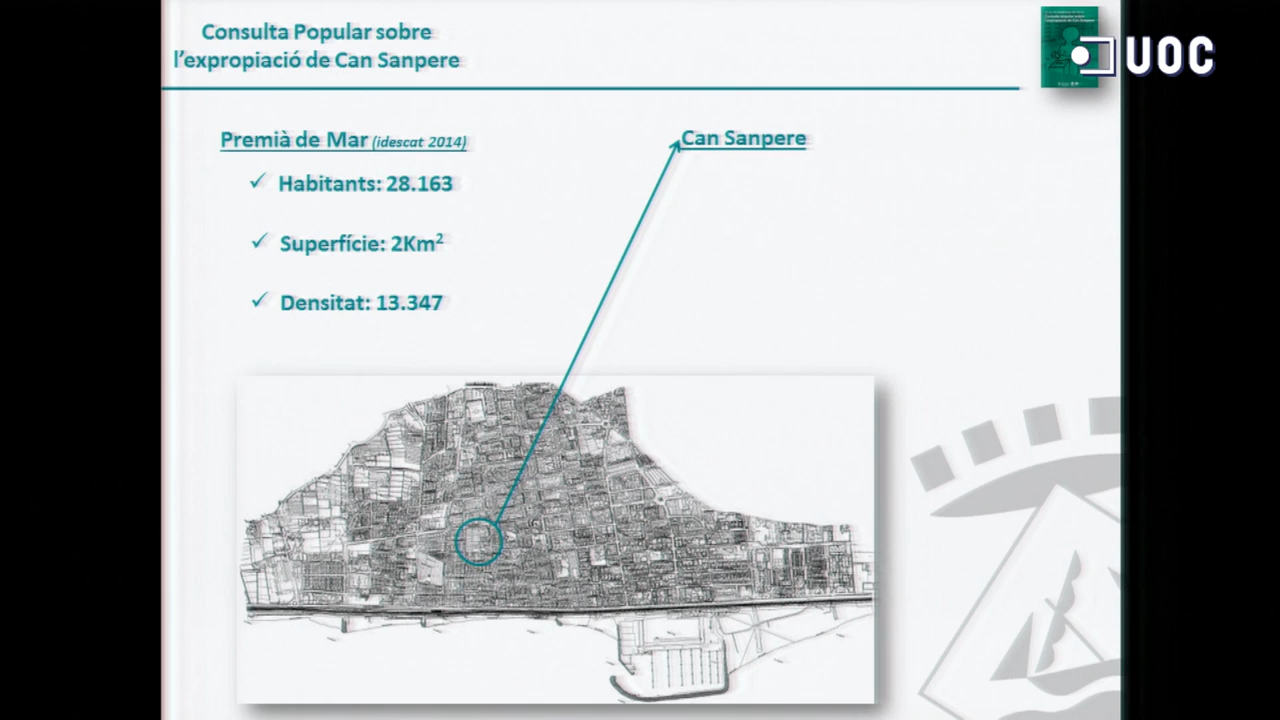 Consulta Popular sobre
l'expropiació de Can Sanpere
UOC
Premià de Mar (idescat 2014)
Can Sanpere
✓ Habitants: 28.163
✓ Superfície: 2Km²
✓ Densitat: 13.347